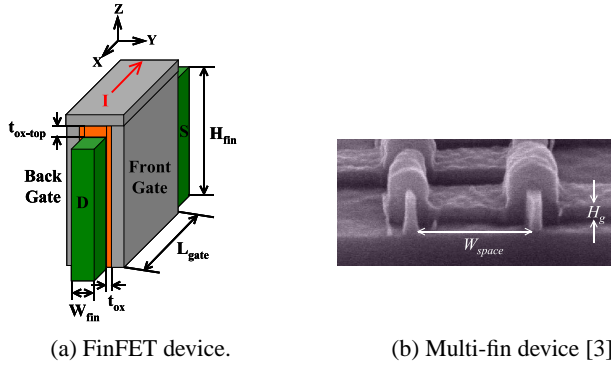 Z
Y
X
I
t_ox-top
S
H_fin
Back
Gate
Front
Gate
D
L_gate
W_fin
t_ox
H_g
W_space
(a) FinFET device.
(b) Multi-fin device [3]